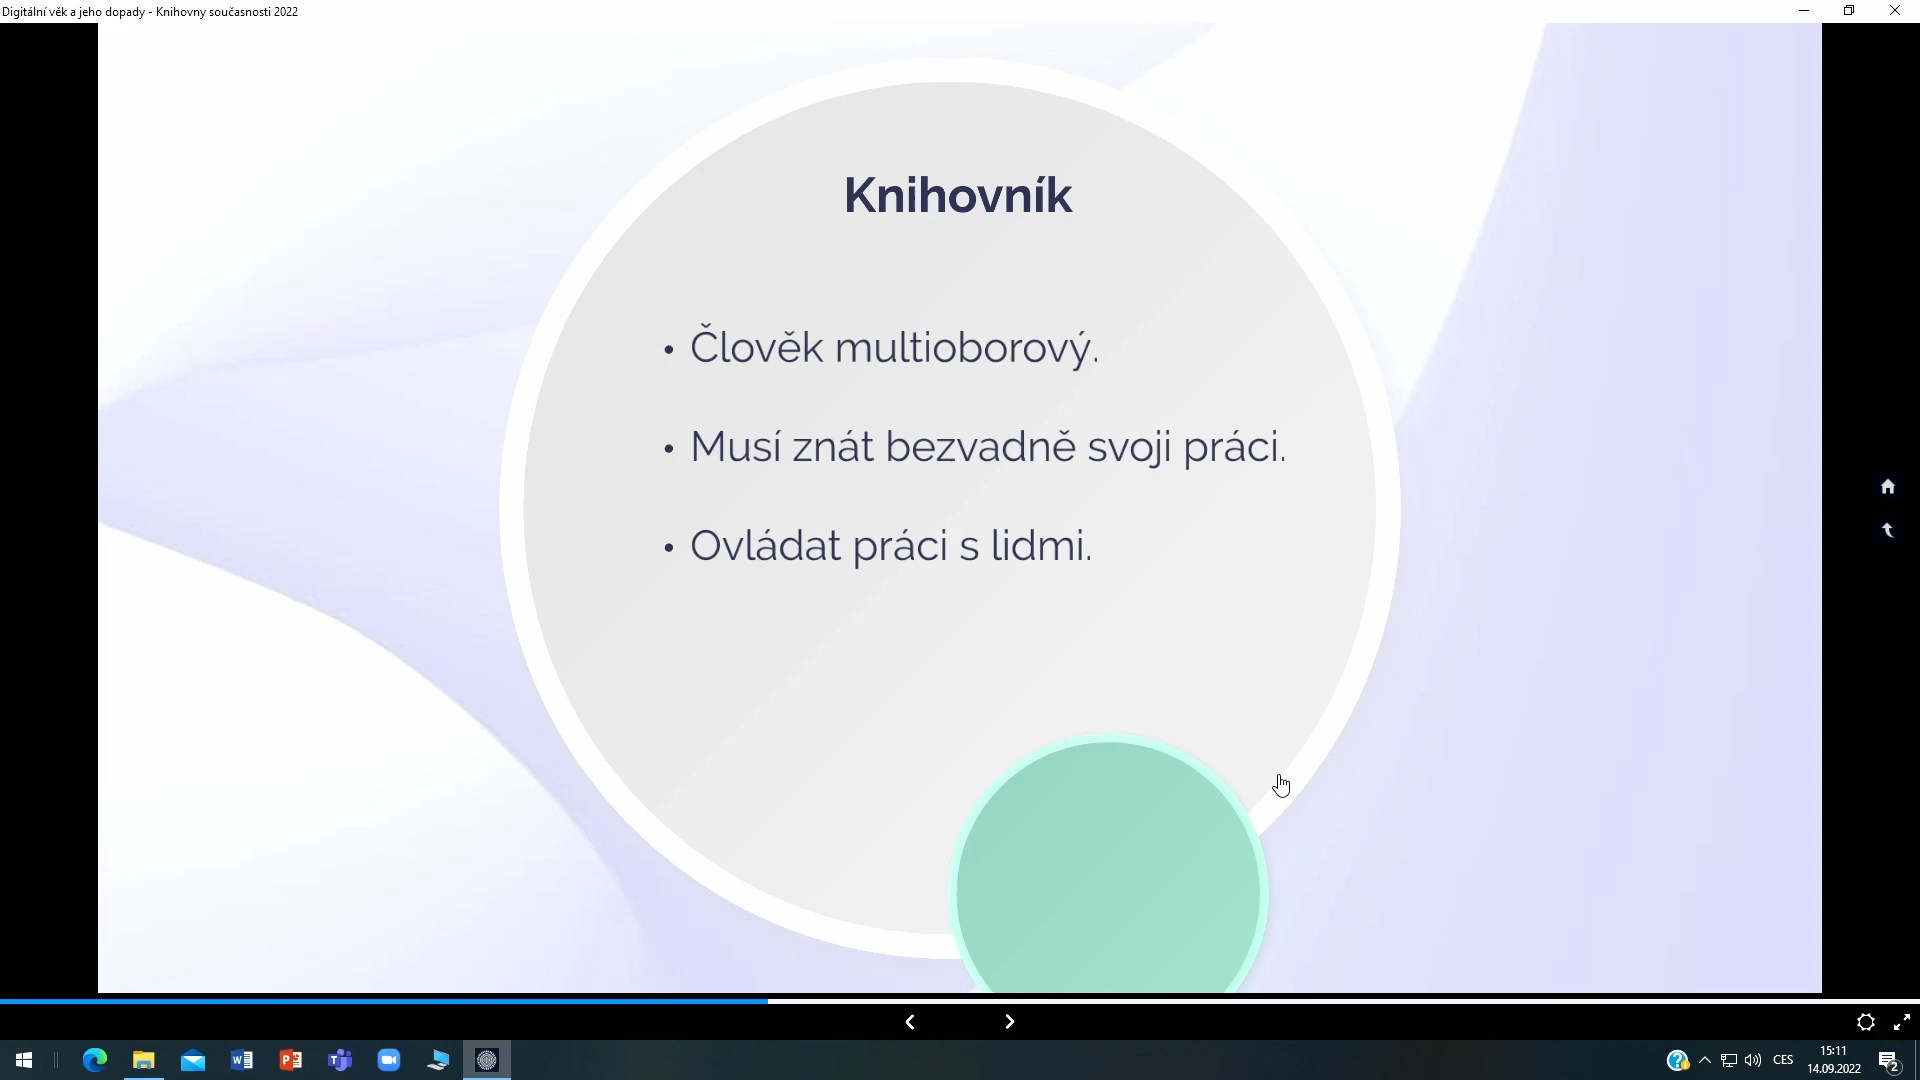 Digitální věk a jeho dopady - Knihovny současnosti 2022
Knihovník
• Člověk multioborový.
• Musí znát bezvadně svoji práci.
• Ovládat práci s lidmi.
CES
15:11
14.09.2022
2